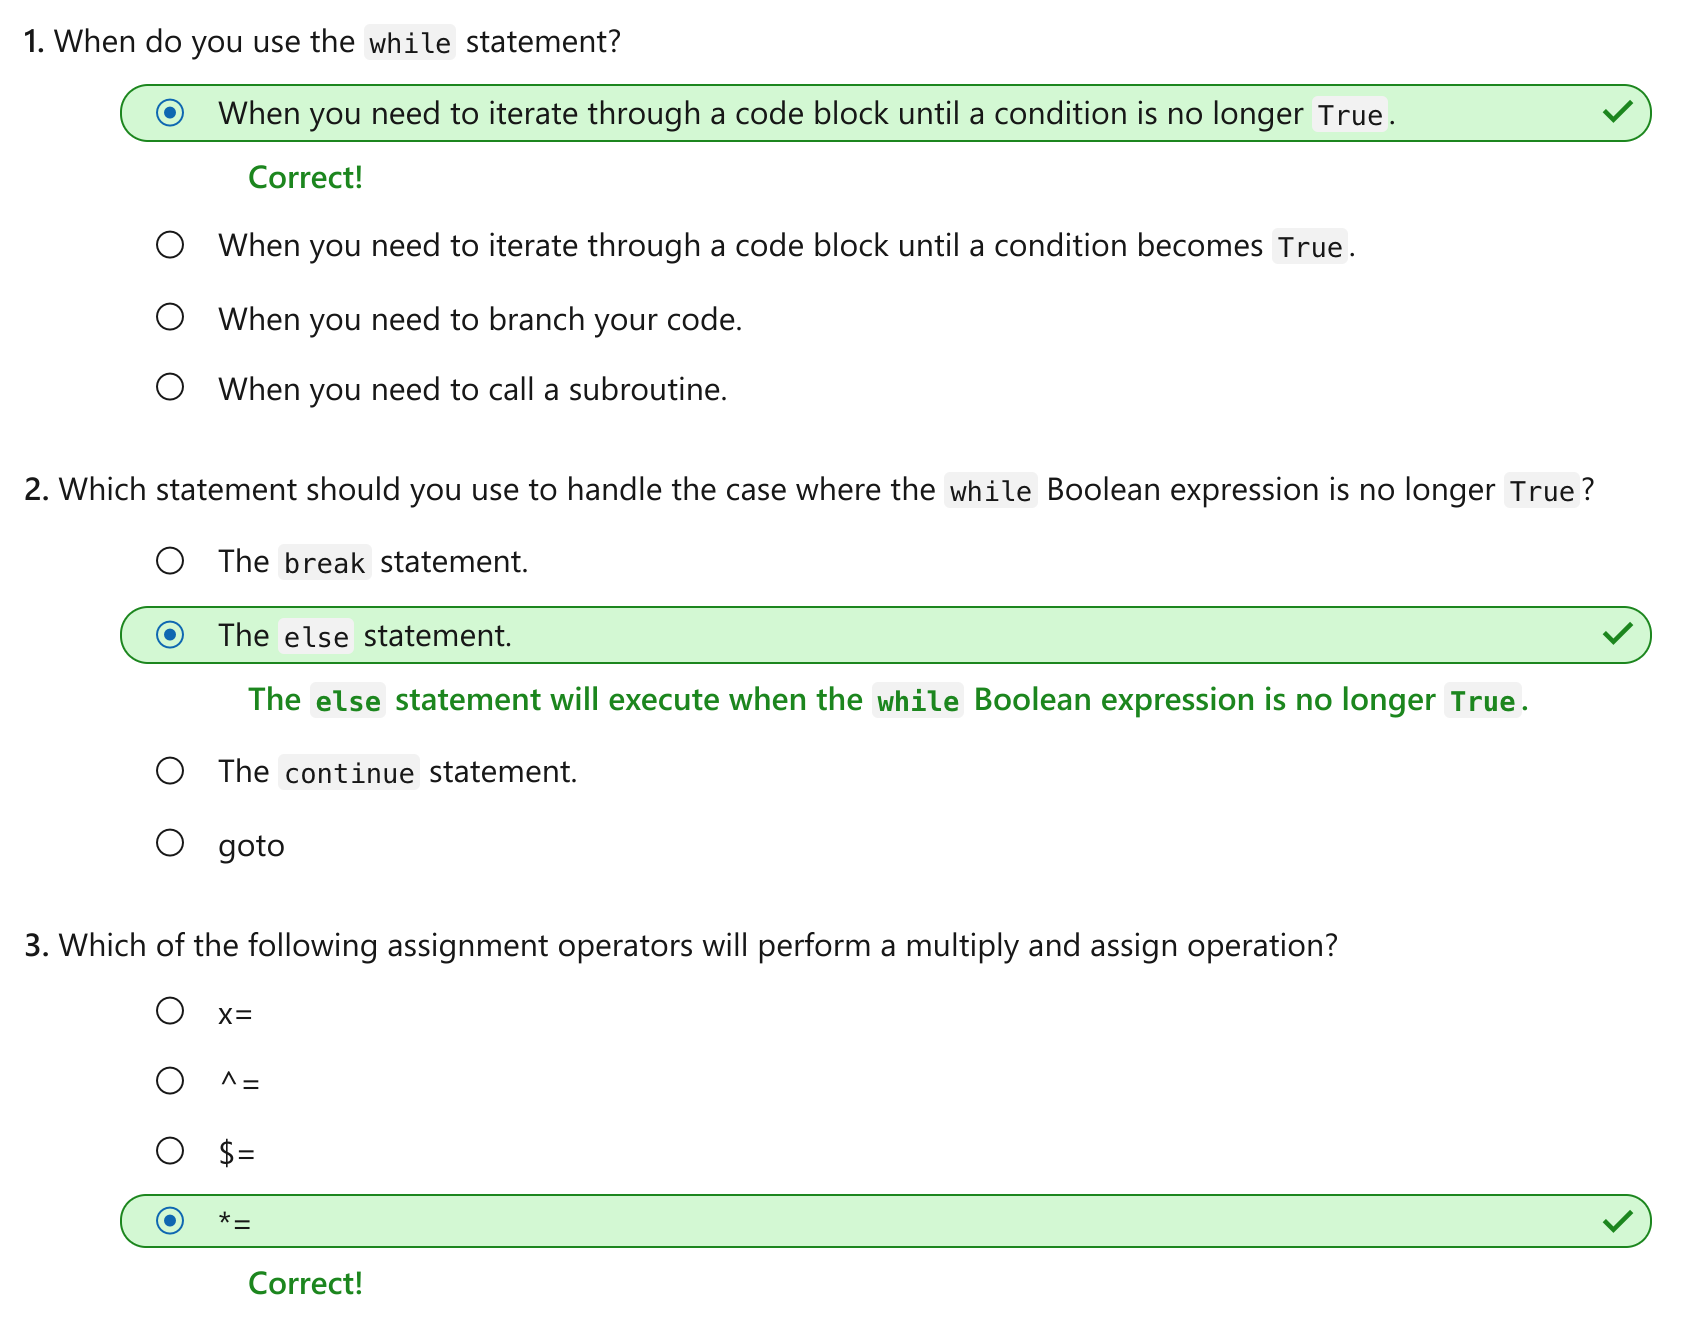 1. When do you use the while statement?
When you need to iterate through a code block until a condition is no longer True.
Correct!
When you need to iterate through a code block until a condition becomes True.
When you need to branch your code.
When you need to call a subroutine.
2. Which statement should you use to handle the case where the while Boolean expression is no longer True?
The break statement.
The else statement.
The else statement will execute when the while Boolean expression is no longer True.
The continue statement.
goto
3. Which of the following assignment operators will perform a multiply and assign operation?
x=
^=
$=
*=
Correct!